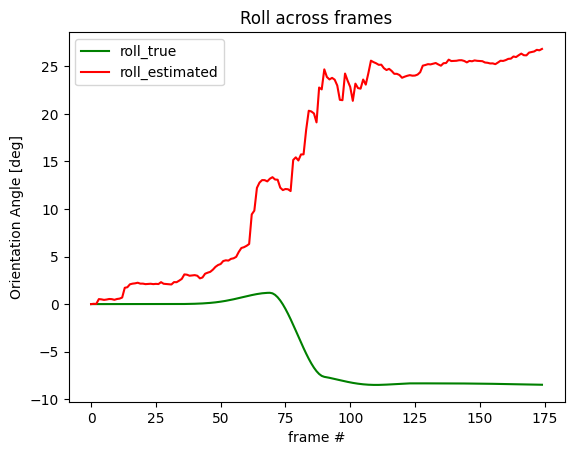 Roll across frames
roll_true
roll_estimated
Orientation Angle [deg]
25
20
15
10
5
0
−5
−10
0 25 50 75 100 125 150 175
frame #